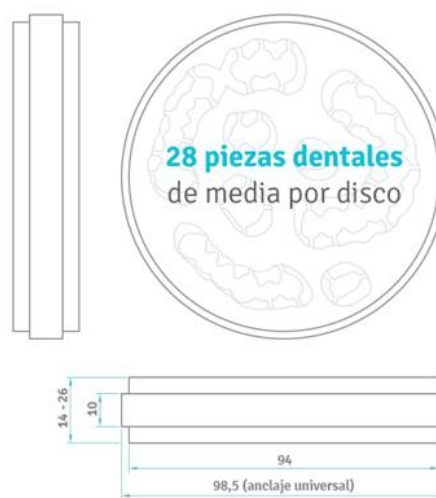 28 piezas dentales
de media por disco
14 - 26
10
94
98,5 (anclaje universal)